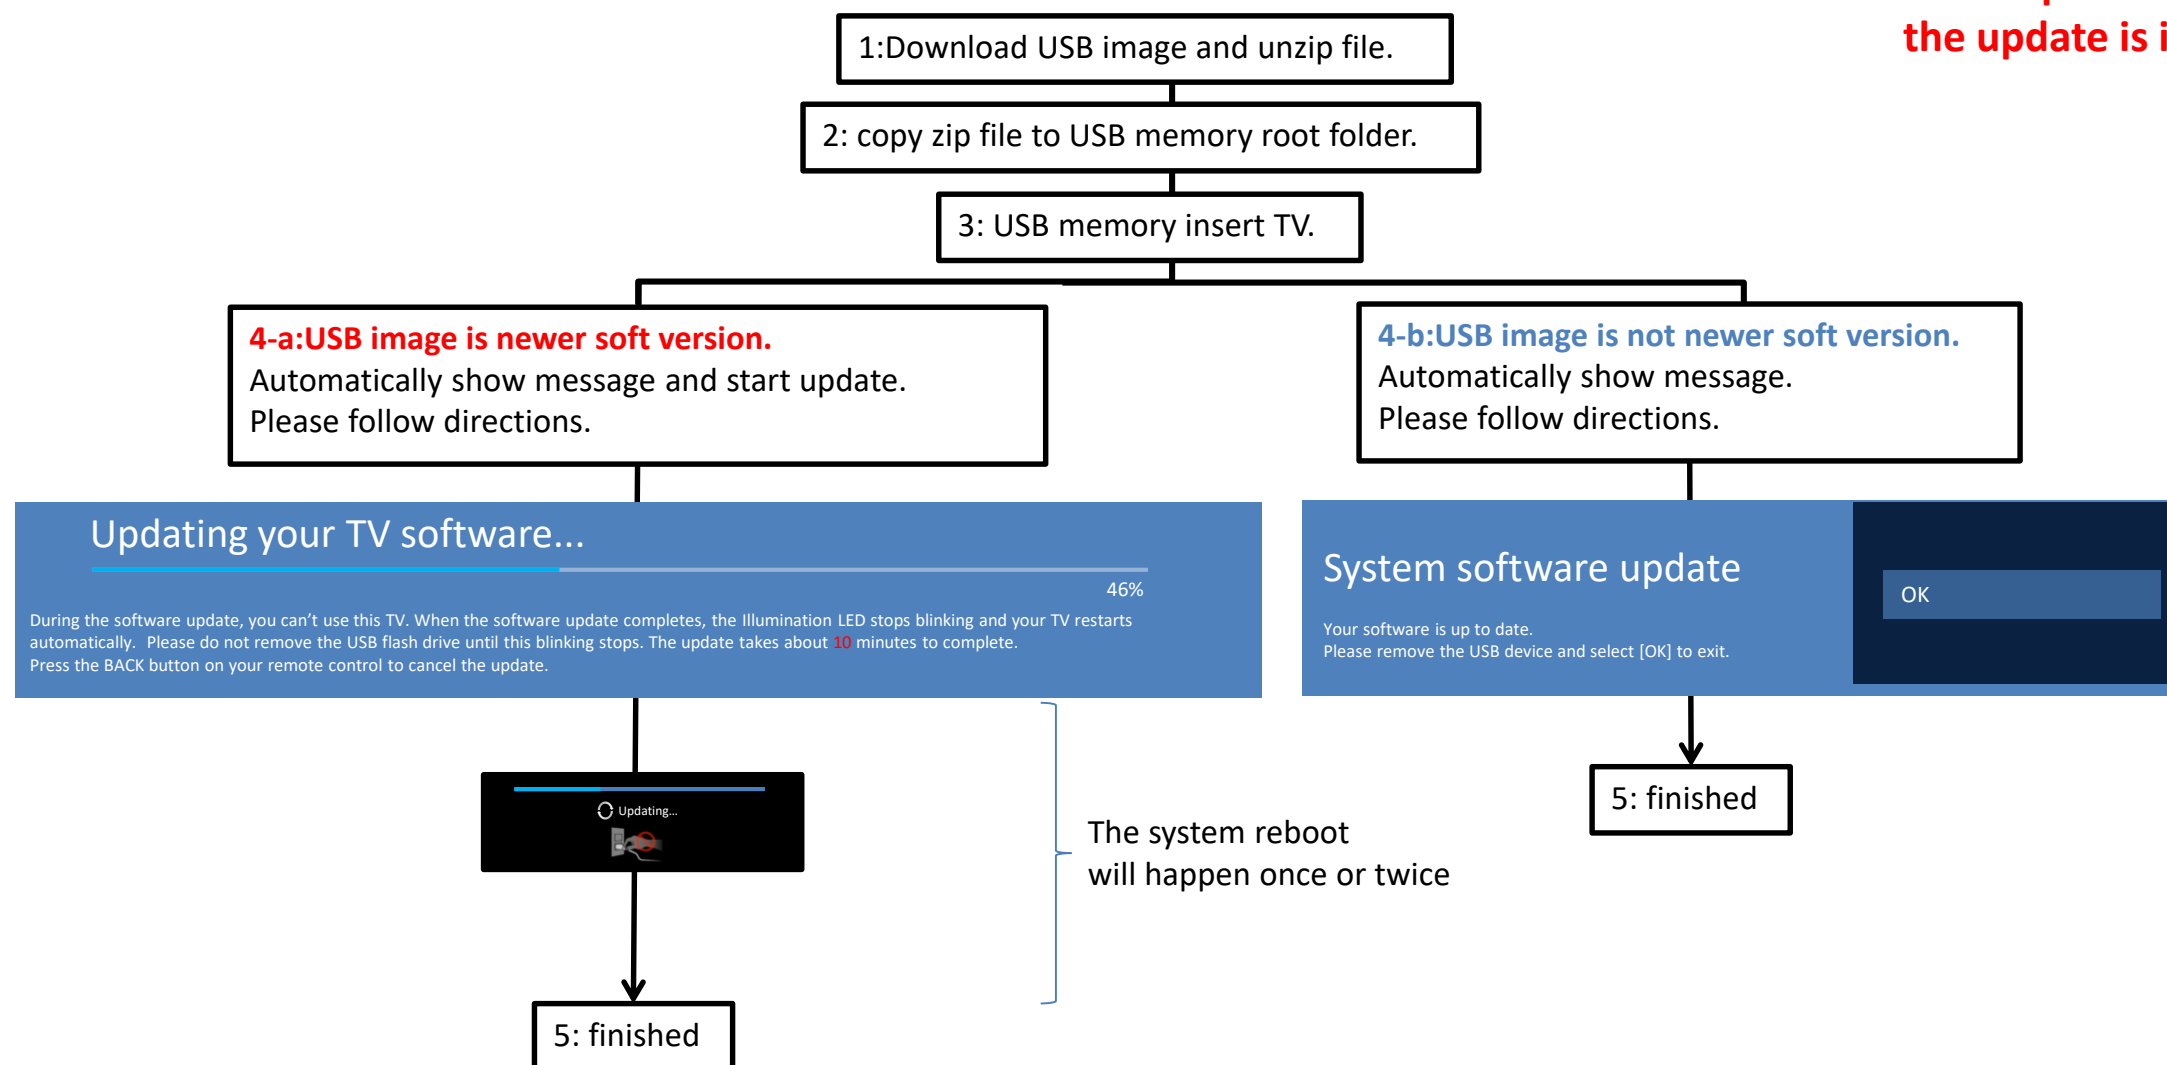 the update is
1:Download USB image and unzip file.
2: copy zip file to USB memory root folder.
3: USB memory insert TV.
4-a:USB image is newer soft version.
Automatically show message and start update.
Please follow directions.
4-b:USB image is not newer soft version.
Automatically show message.
Please follow directions.
Updating your TV software...
46%
During the software update, you can’t use this TV. When the software update completes, the Illumination LED stops blinking and your TV restarts
automatically. Please do not remove the USB flash drive until this blinking stops. The update takes about 10 minutes to complete.
Press the BACK button on your remote control to cancel the update.
System software update
Your software is up to date.
Please remove the USB device and select [OK] to exit.
OK
Updating...
The system reboot
will happen once or twice
5: finished
5: finished